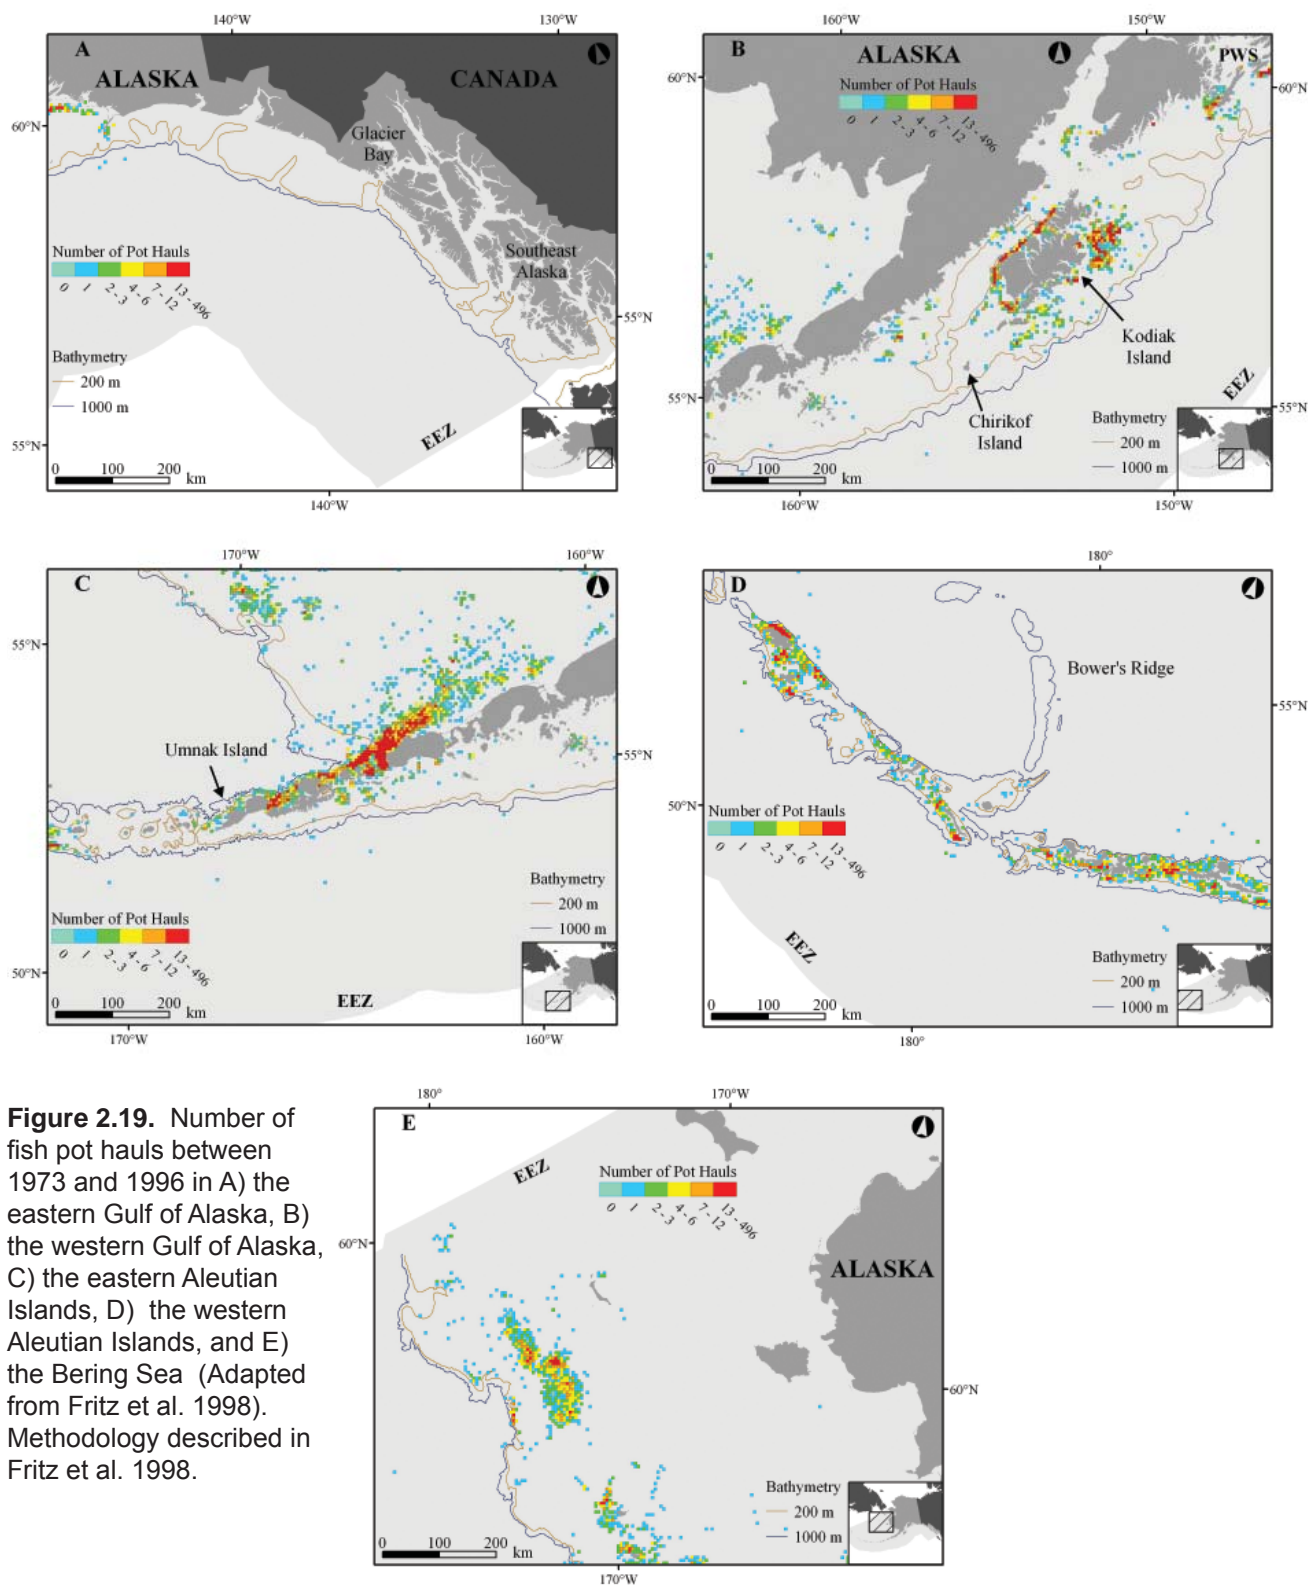 140°W 130°W
A
ALASKA CANADA
60°N
Glacier
Bay
Number of Pot Hauls
0 1 2 - 3 4 - 6 7 - 12 13 - 496
Southeast
Alaska
55°N
Bathymetry
200 m
1000 m
EEZ
55°N
0 100 200
km
140°W
160°W 150°W
B
ALASKA
PWS
60°N
60°N
Number of Pot Hauls
0 1 2 - 3 4 - 6 7 - 12 13 - 496
Kodiak
Island
EEZ
55°N
55°N
Chirikof
Island
Bathymetry
200 m
1000 m
0 100 200
km
160°W 150°W
170°W 160°W
C
55°N
Umnak Island
55°N
Bathymetry
200 m
1000 m
Number of Pot Hauls
0 1 2 - 3 4 - 6 7 - 12 13 - 496
50°N
EEZ
0 100 200
km
170°W 160°W
180°
D
Bower's Ridge
55°N
50°N
Number of Pot Hauls
0 1 2 - 3 4 - 6 7 - 12 13 - 496
EEZ
Bathymetry
200 m
1000 m
0 100 200
km
180°
Figure 2.19. Number of
fish pot hauls between
1973 and 1996 in A) the
eastern Gulf of Alaska, B)
the western Gulf of Alaska,
C) the eastern Aleutian
Islands, D) the western
Aleutian Islands, and E)
the Bering Sea (Adapted
from Fritz et al. 1998).
Methodology described in
Fritz et al. 1998.
180° 170°W
E
EEZ
Number of Pot Hauls
0 1 2 - 3 4 - 6 7 - 12 13 - 496
60°N
ALASKA
60°N
Bathymetry
200 m
1000 m
0 100 200
km
170°W